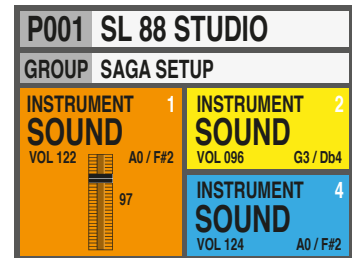 P001 SL 88 STUDIO
GROUP SAGA SETUP
INSTRUMENT 1
SOUND
VOL 122 A0 / F#2
97
INSTRUMENT 2
SOUND
VOL 096 G3 / Db4
INSTRUMENT 4
SOUND
VOL 124 A0 / F#2